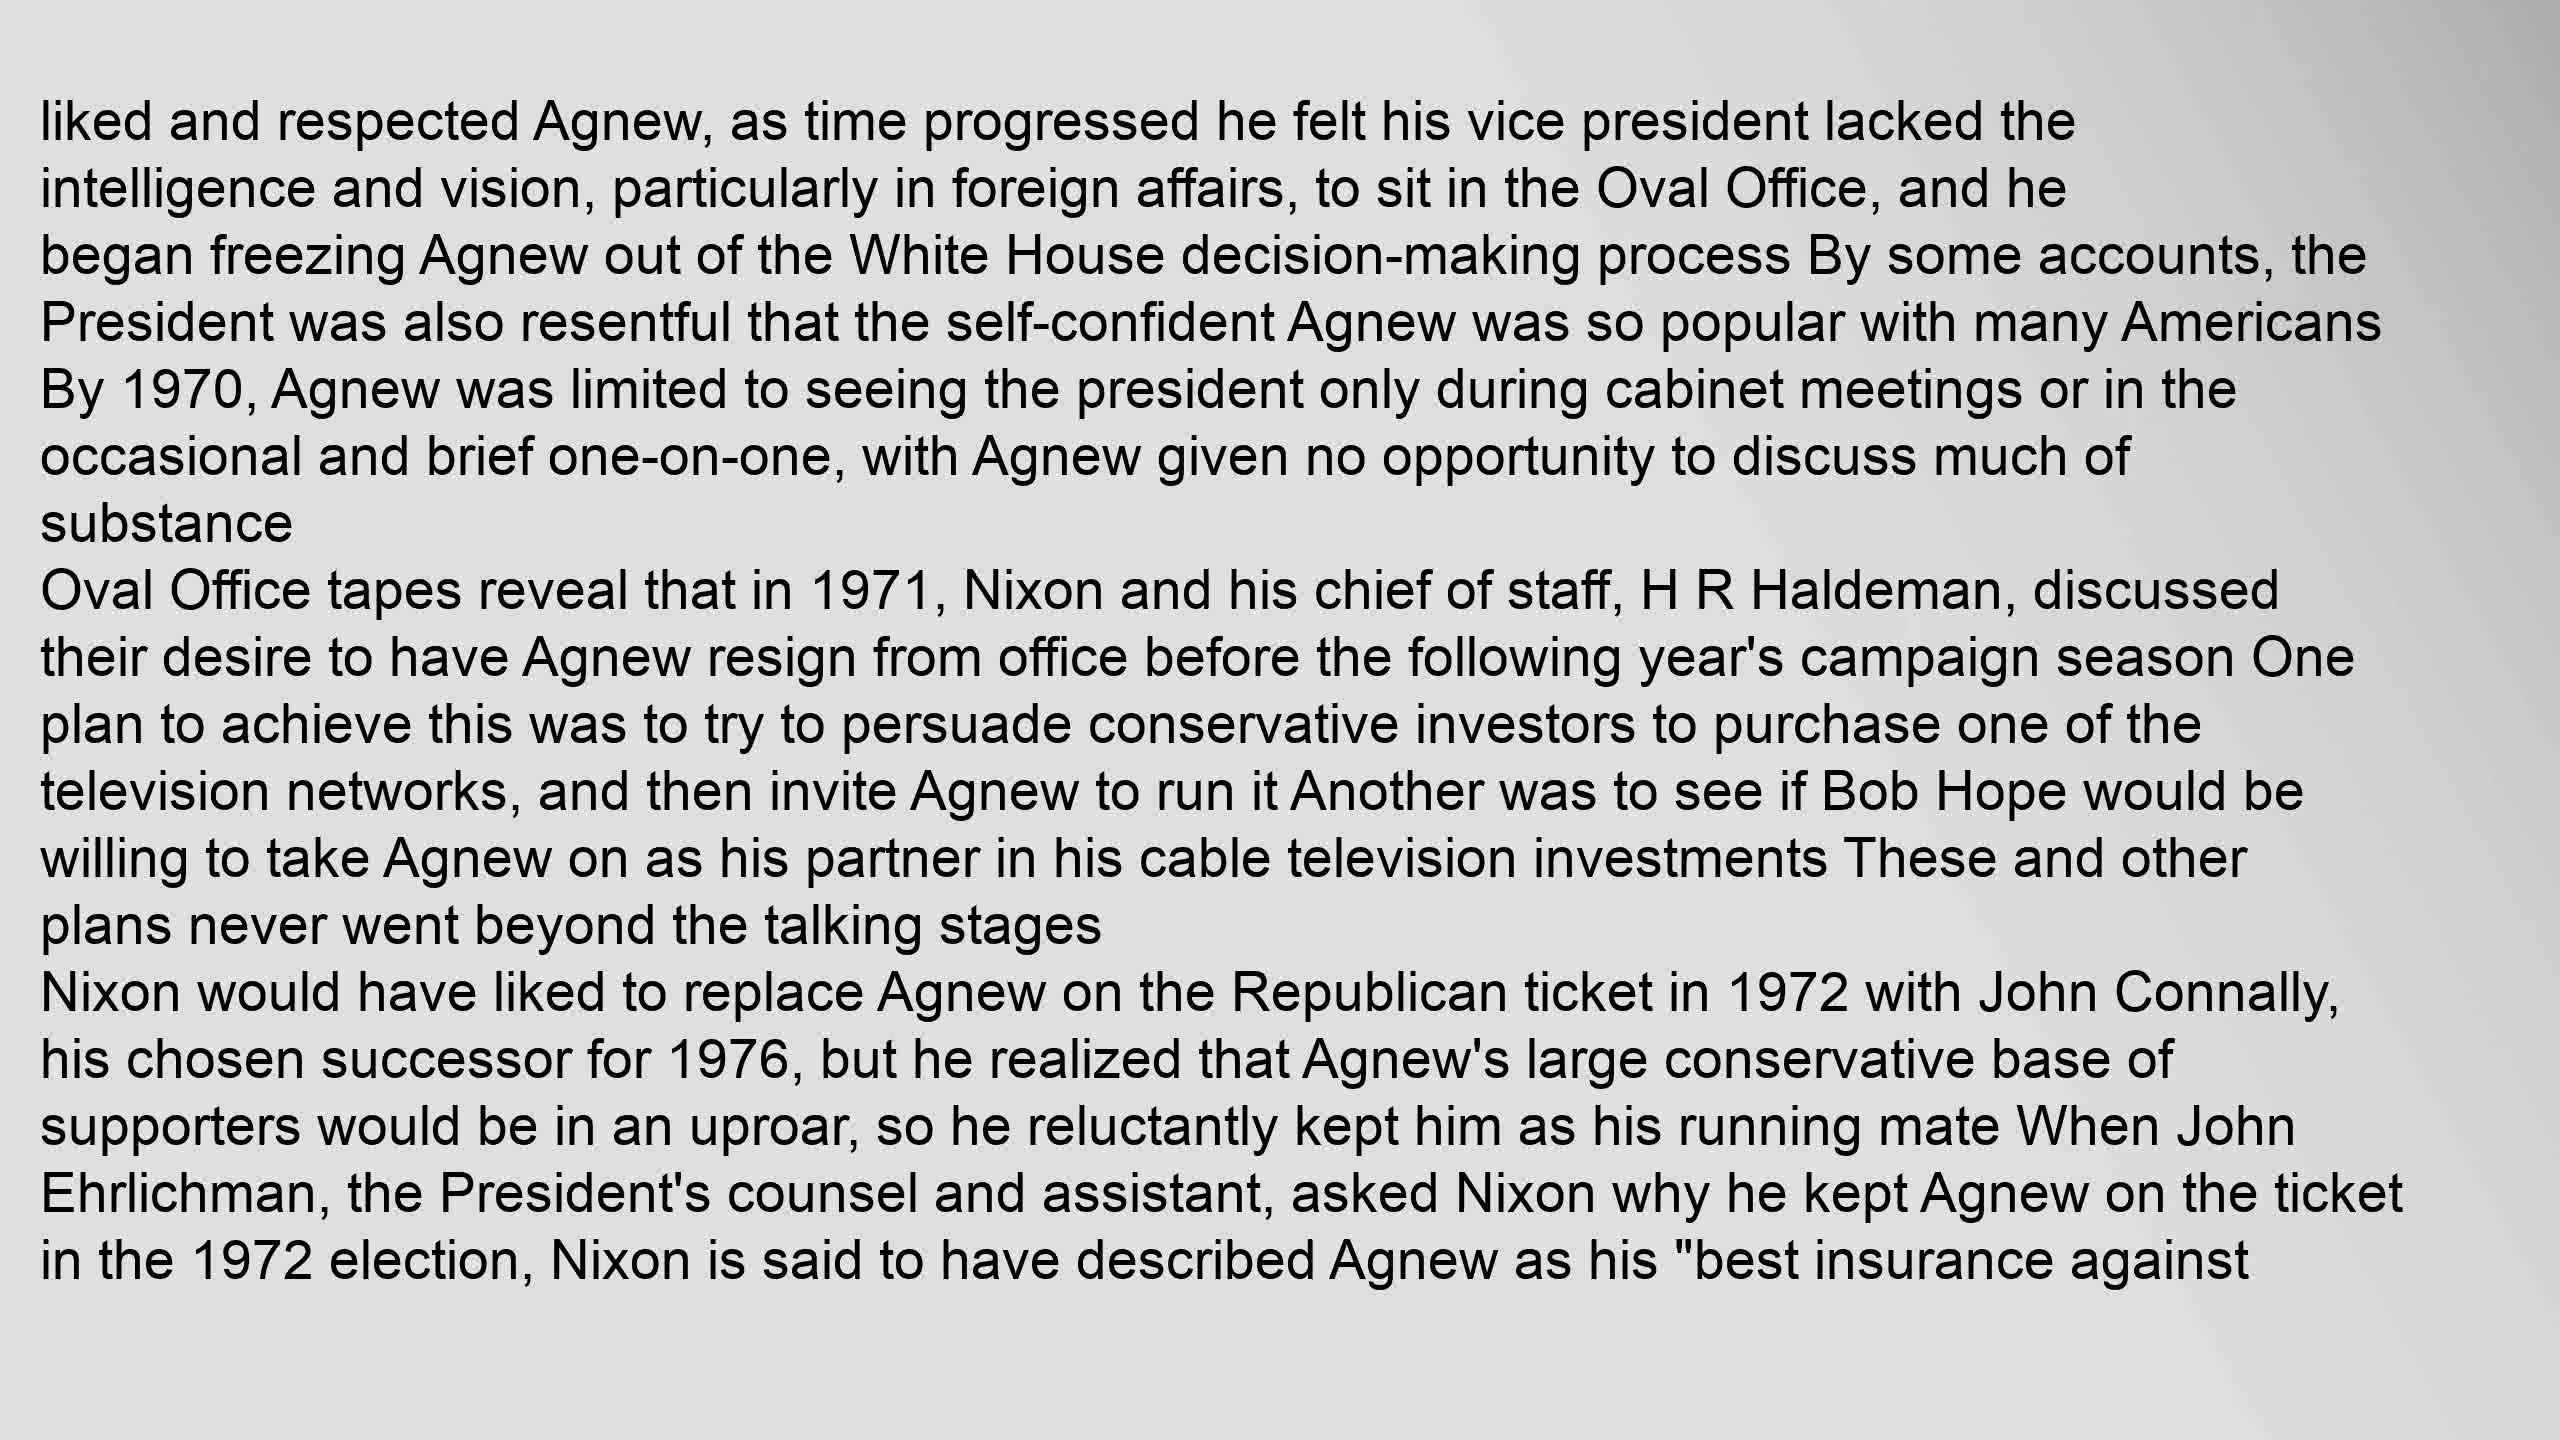 liked and respected Agnew, as time progressed he felt his vice president lacked the
intelligence and vision, particularly in foreign affairs, to sit in the Oval Office, and he
began freezing Agnew out of the White House decision-making process By some accounts, the
President was also resentful that the self-confident Agnew was so popular with many Americans
By 1970, Agnew was limited to seeing the president only during cabinet meetings or in the
occasional and brief one-on-one, with Agnew given no opportunity to discuss much of
substance
Oval Office tapes reveal that in 1971, Nixon and his chief of staff, H R Haldeman, discussed
their desire to have Agnew resign from office before the following year's campaign season One
plan to achieve this was to try to persuade conservative investors to purchase one of the
television networks, and then invite Agnew to run it Another was to see if Bob Hope would be
willing to take Agnew on as his partner in his cable television investments These and other
plans never went beyond the talking stages
Nixon would have liked to replace Agnew on the Republican ticket in 1972 with John Connally,
his chosen successor for 1976, but he realized that Agnew's large conservative base of
supporters would be in an uproar, so he reluctantly kept him as his running mate When John
Ehrlichman, the President's counsel and assistant, asked Nixon why he kept Agnew on the ticket
in the 1972 election, Nixon is said to have described Agnew as his "best insurance against